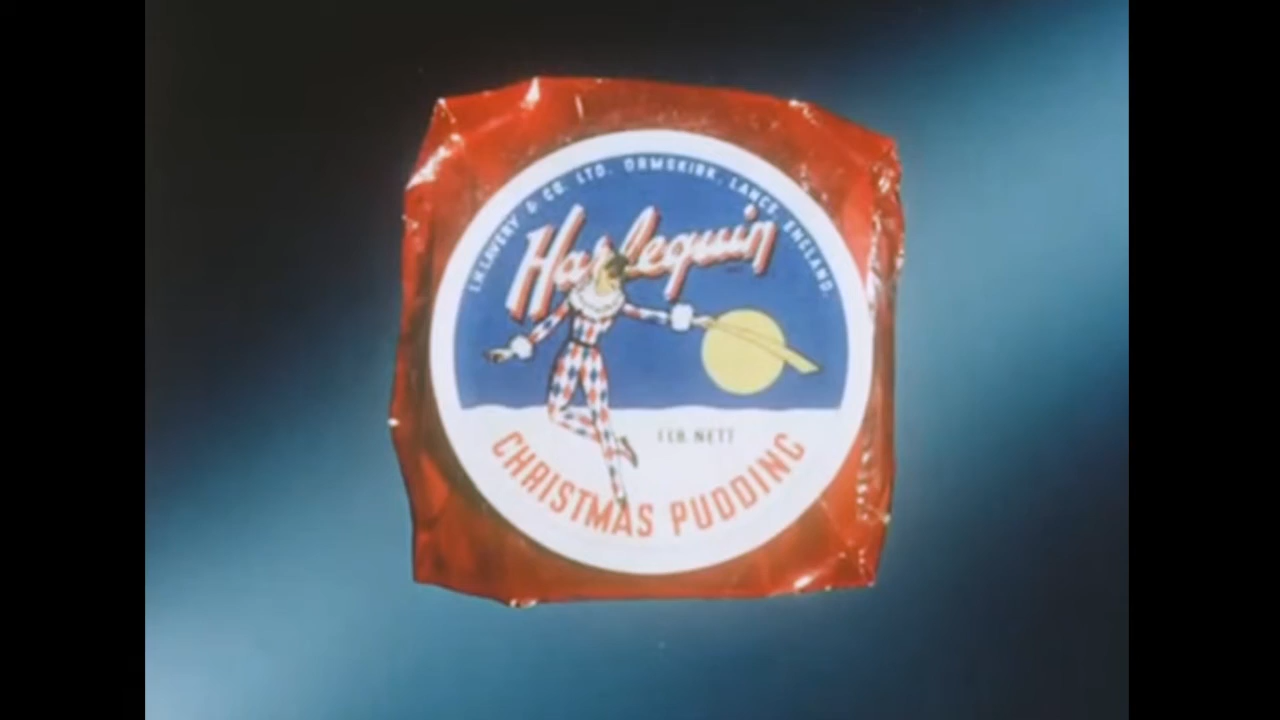 I.H.LAVERY & CO. LTD. ORMSKIRK, LANCS, ENGLAND.
Harlequin
1 LB. NETT
CHRISTMAS PUDDING